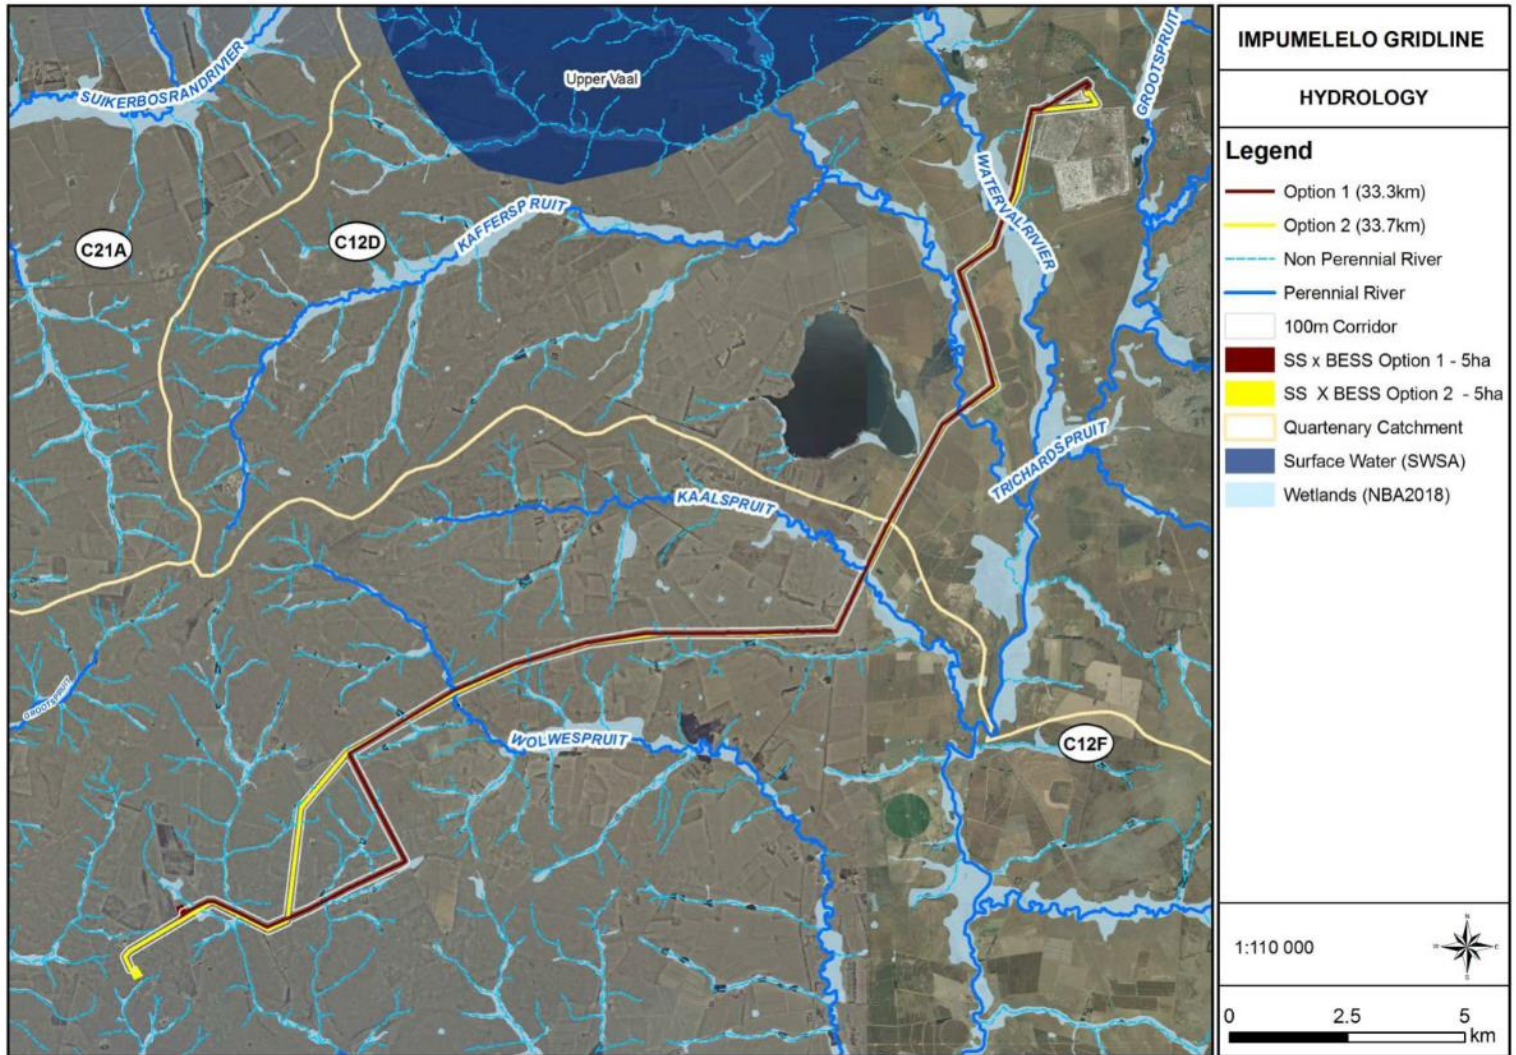 SUIKERBOSRANDRIVIER
Upper Vaal
GROOTSPRUIT
WATERVALRIVIER
KAFFERSPRUIT
C21A
C12D
TRICHARDSPRUIT
KAALSPRUIT
GROOTSPRUIT
WOLWESPRUIT
C12F
IMPUMELELO GRIDLINE
HYDROLOGY
Legend
Option 1 (33.3km)
Option 2 (33.7km)
Non Perennial River
Perennial River
100m Corridor
SS x BESS Option 1 - 5ha
SS X BESS Option 2 - 5ha
Quartenary Catchment
Surface Water (SWSA)
Wetlands (NBA2018)
1:110 000
N
W
E
S
0 2.5 5
km